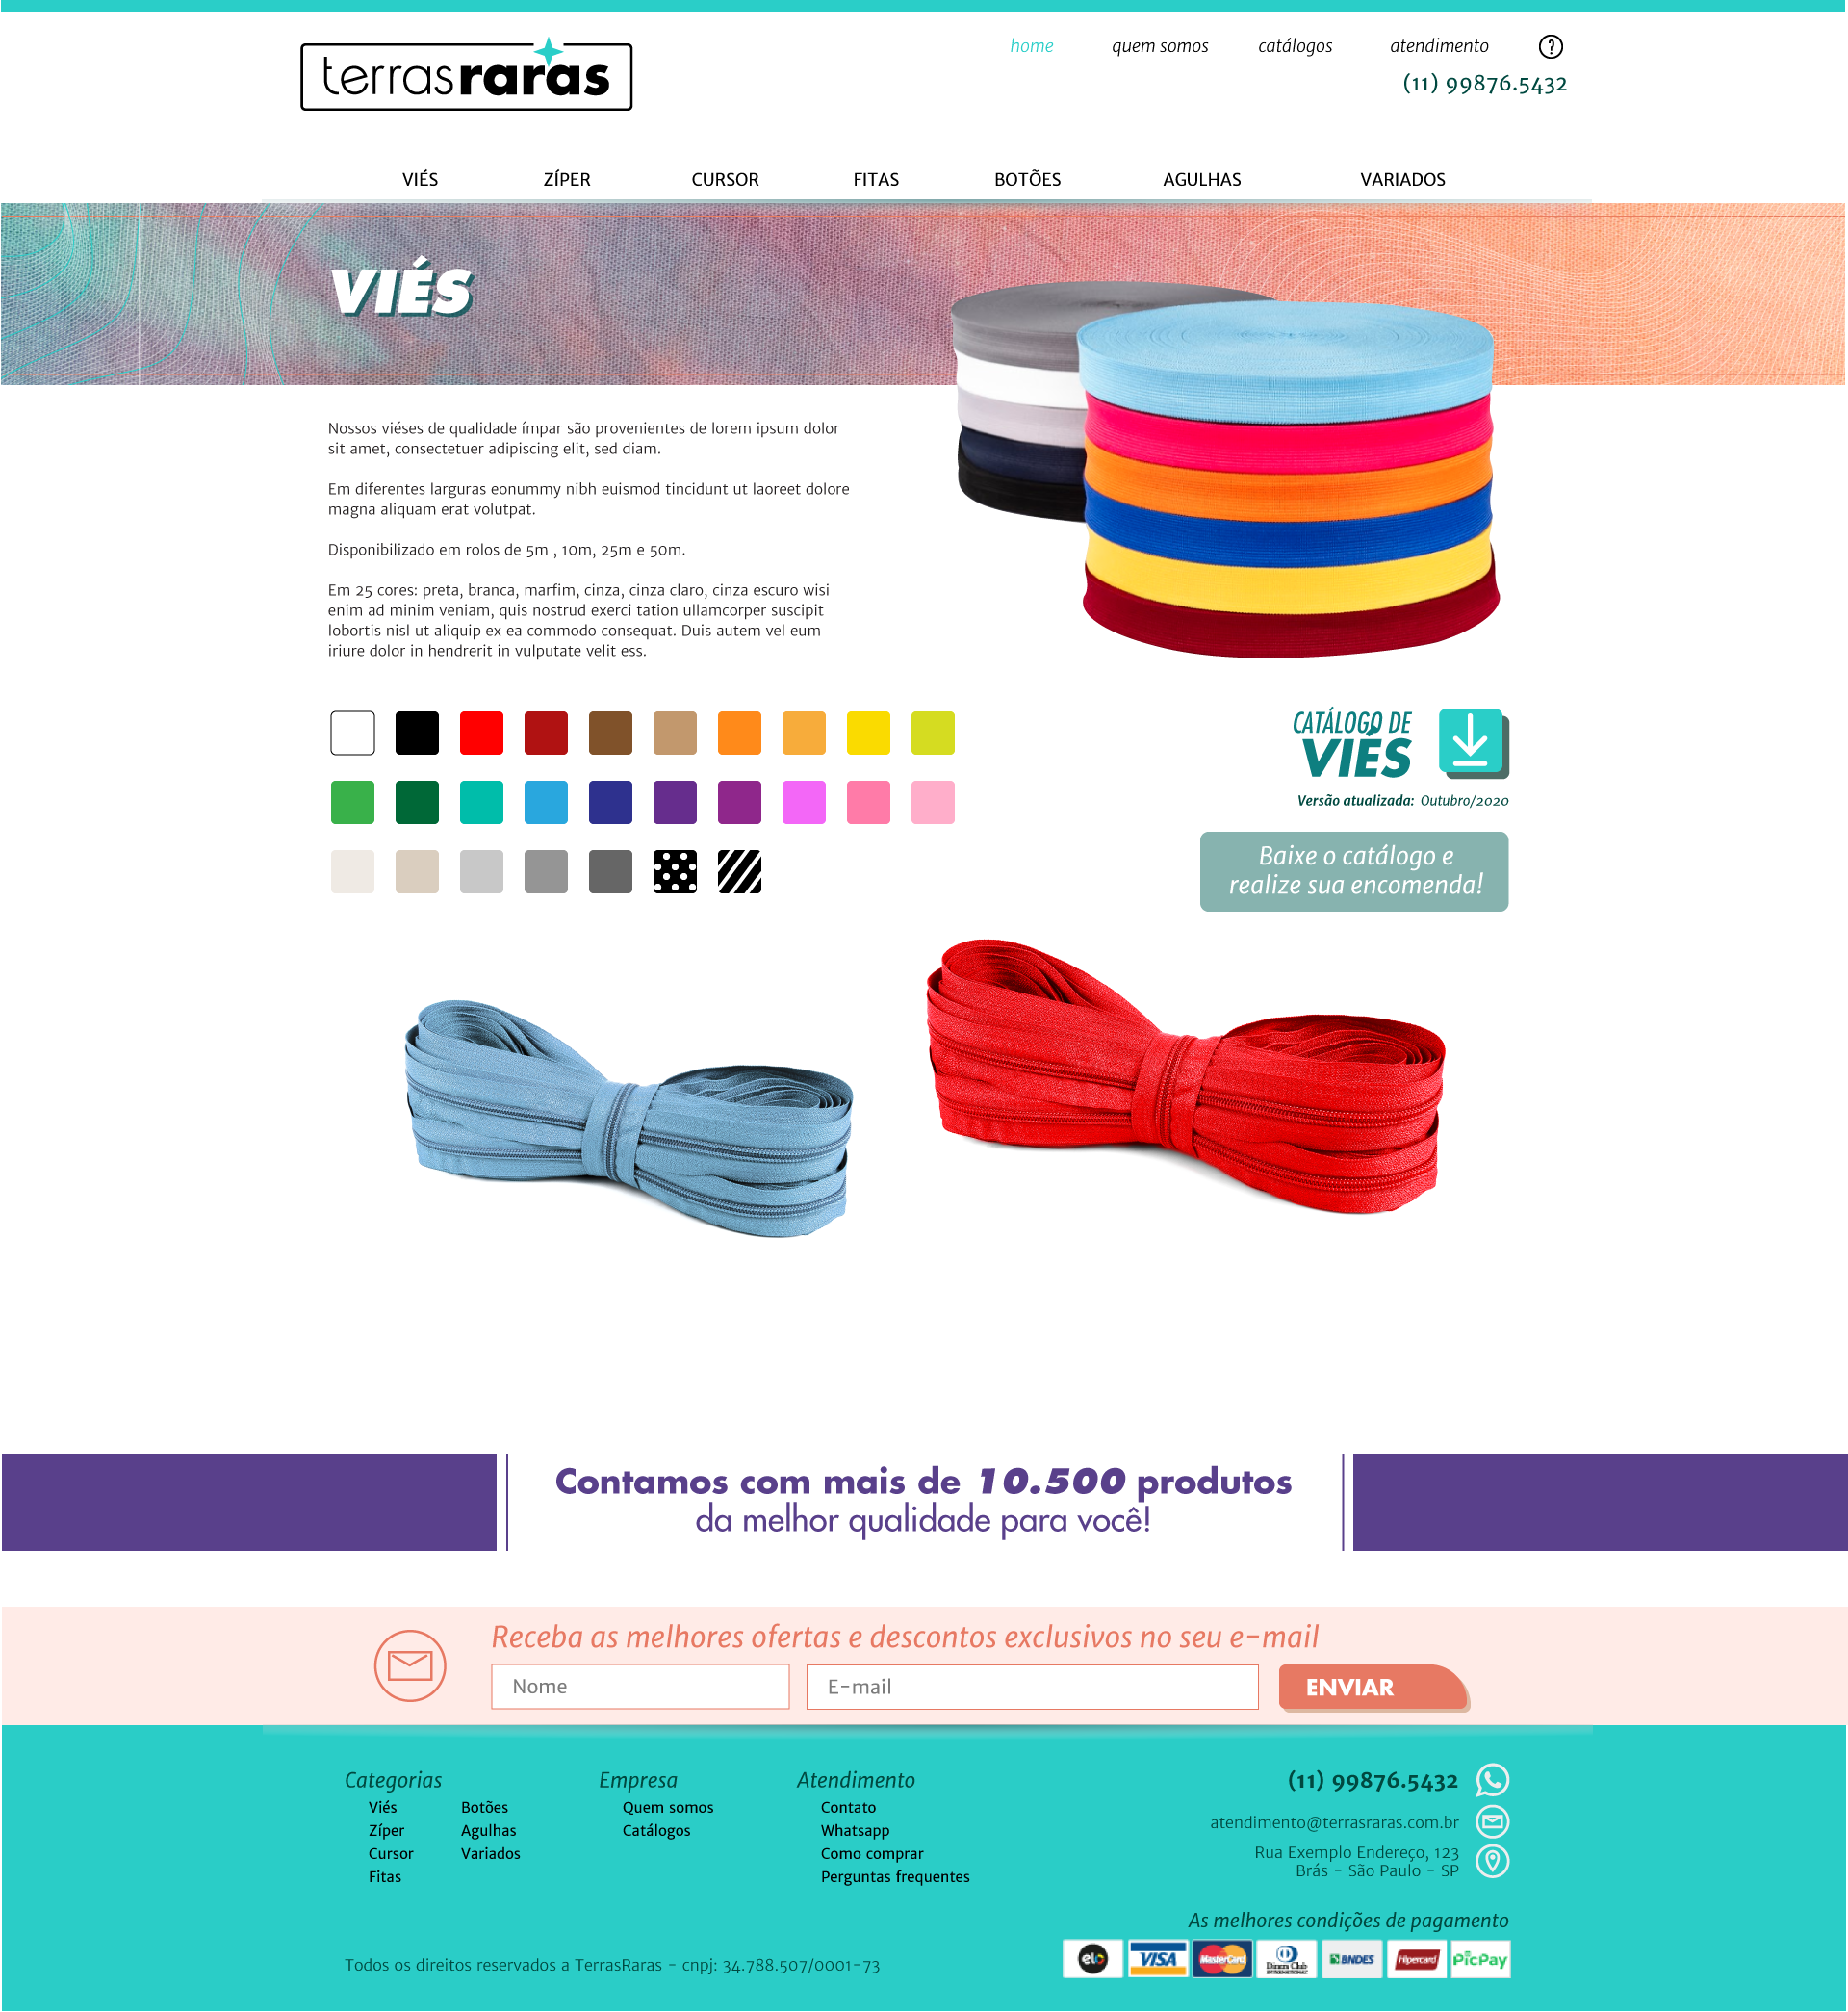 terrasraras
home quem somos catálogos atendimento ?
(11) 99876.5432
VIÉS ZÍPER CURSOR FITAS BOTÕES AGULHAS VARIADOS
VIÉS
Nossos viéses de qualidade ímpar são provenientes de lorem ipsum dolor
sit amet, consectetuer adipiscing elit, sed diam.
Em diferentes larguras eonummy nibh euismod tincidunt ut laoreet dolore
magna aliquam erat volutpat.
Disponibilizado em rolos de 5m , 10m, 25m e 50m.
Em 25 cores: preta, branca, marfim, cinza, cinza claro, cinza escuro wisi
enim ad minim veniam, quis nostrud exerci tation ullamcorper suscipit
lobortis nisl ut aliquip ex ea commodo consequat. Duis autem vel eum
iriure dolor in hendrerit in vulputate velit ess.
CATÁLOGO DE
VIÉS
Versão atualizada: Outubro/2020
Baixe o catálogo e
realize sua encomenda!
Contamos com mais de 10.500 produtos
da melhor qualidade para você!
Receba as melhores ofertas e descontos exclusivos no seu e-mail
Nome E-mail ENVIAR
Categorias
Viés Botões
Zíper Agulhas
Cursor Variados
Fitas
Empresa
Quem somos
Catálogos
Atendimento
Contato
Whatsapp
Como comprar
Perguntas frequentes
(11) 99876.5432
atendimento@terrasraras.com.br
Rua Exemplo Endereço, 123
Brás - São Paulo - SP
As melhores condições de pagamento
elo VISA MasterCard Diners Club INTERNATIONAL BNDES Hipercard PicPay
Todos os direitos reservados a TerrasRaras - cnpj: 34.788.507/0001-73